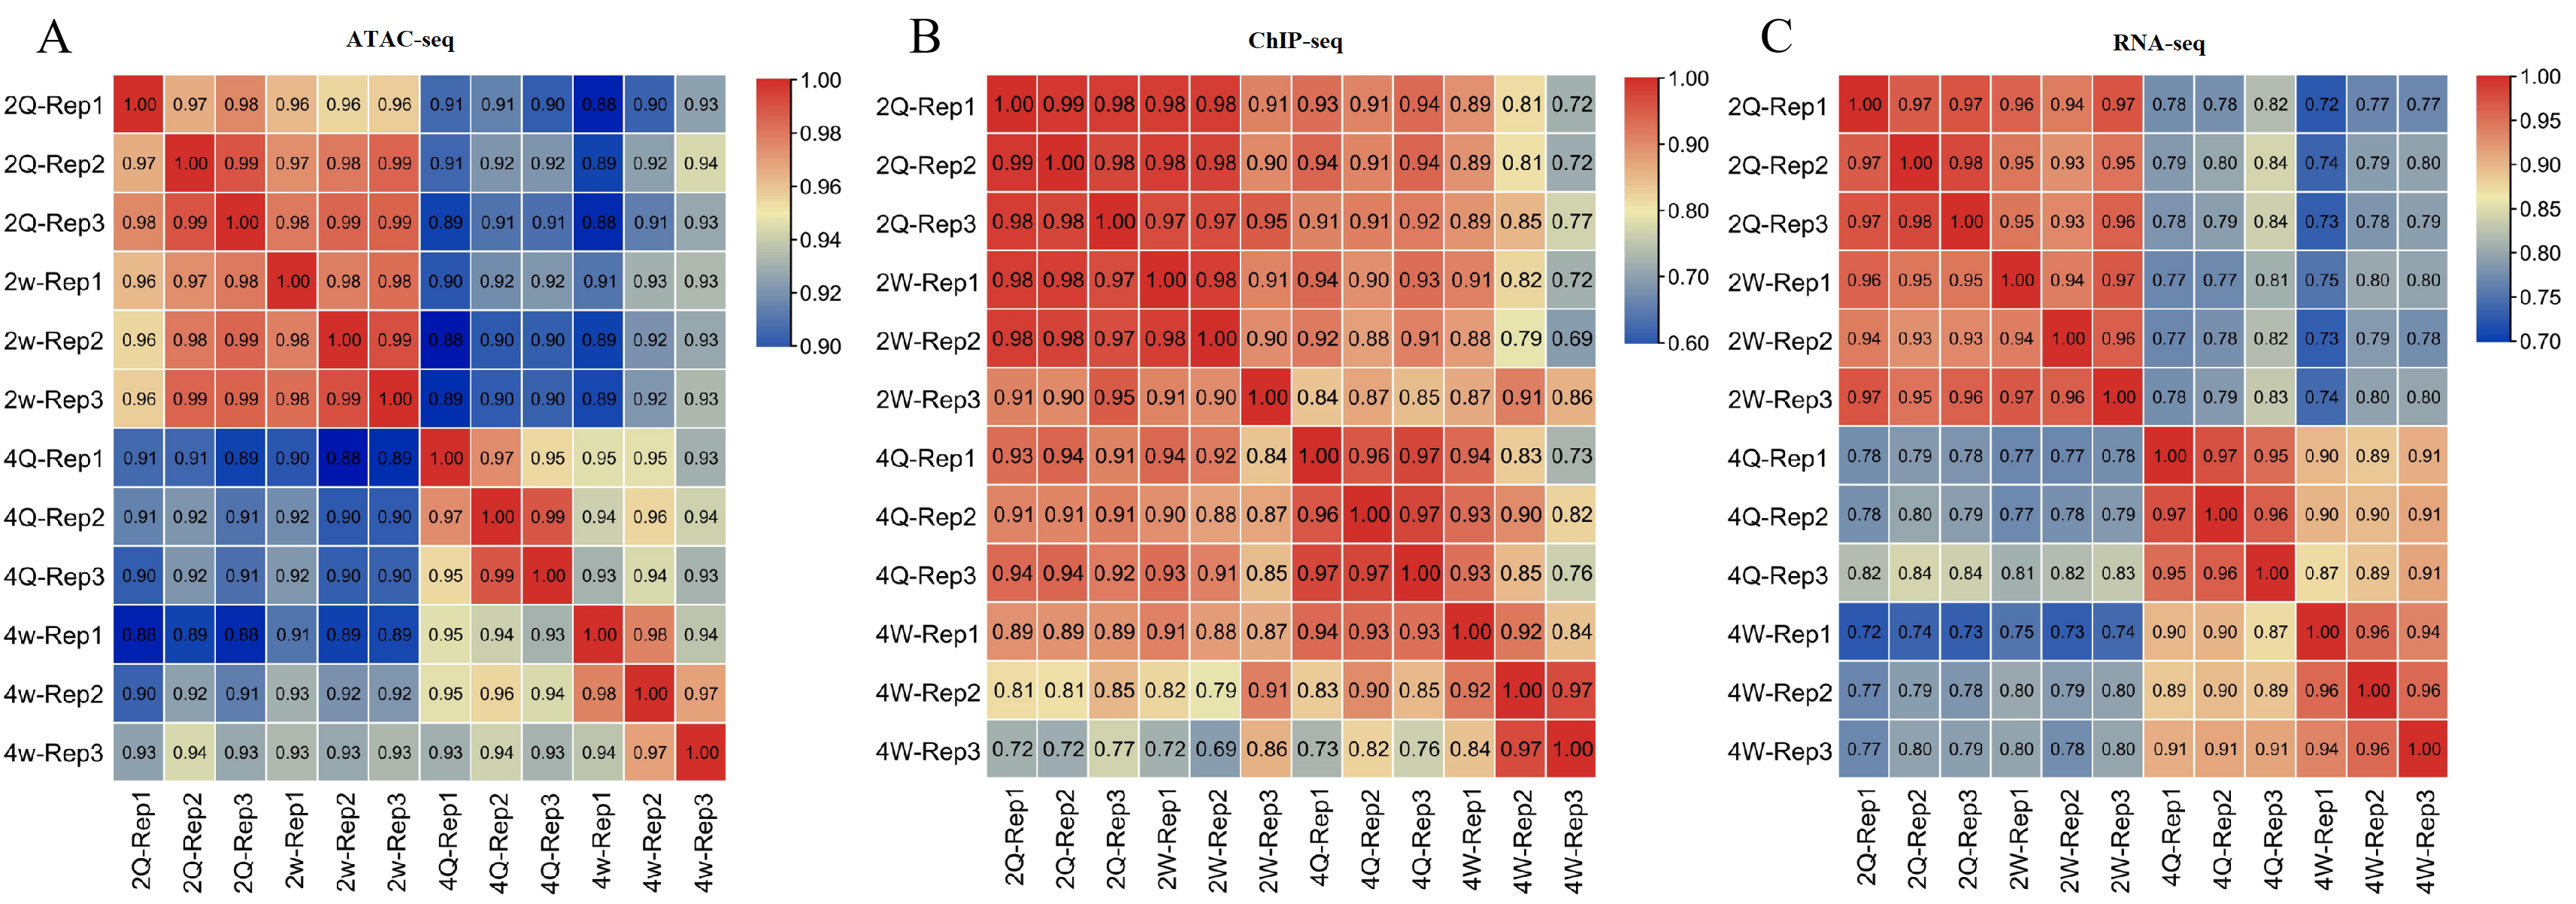 A
ATAC-seq
2Q-Rep1 1.00 0.97 0.98 0.96 0.96 0.96 0.91 0.91 0.90 0.88 0.90 0.93
2Q-Rep2 0.97 1.00 0.99 0.97 0.98 0.99 0.91 0.92 0.92 0.89 0.92 0.94
2Q-Rep3 0.98 0.99 1.00 0.98 0.99 0.99 0.89 0.91 0.91 0.88 0.91 0.93
2w-Rep1 0.96 0.97 0.98 1.00 0.98 0.98 0.90 0.92 0.92 0.91 0.93 0.93
2w-Rep2 0.96 0.98 0.99 0.98 1.00 0.99 0.88 0.90 0.90 0.89 0.92 0.93
2w-Rep3 0.96 0.99 0.99 0.98 0.99 1.00 0.89 0.90 0.90 0.89 0.92 0.93
4Q-Rep1 0.91 0.91 0.89 0.90 0.88 0.89 1.00 0.97 0.95 0.95 0.95 0.93
4Q-Rep2 0.91 0.92 0.91 0.92 0.90 0.90 0.97 1.00 0.99 0.94 0.96 0.94
4Q-Rep3 0.90 0.92 0.91 0.92 0.90 0.90 0.95 0.99 1.00 0.93 0.94 0.93
4w-Rep1 0.88 0.89 0.88 0.91 0.89 0.89 0.95 0.94 0.93 1.00 0.98 0.94
4w-Rep2 0.90 0.92 0.91 0.93 0.92 0.92 0.95 0.96 0.94 0.98 1.00 0.97
4w-Rep3 0.93 0.94 0.93 0.93 0.93 0.93 0.93 0.94 0.93 0.94 0.97 1.00
2Q-Rep1 2Q-Rep2 2Q-Rep3 2w-Rep1 2w-Rep2 2w-Rep3 4Q-Rep1 4Q-Rep2 4Q-Rep3 4w-Rep1 4w-Rep2 4w-Rep3
1.00
0.98
0.96
0.94
0.92
0.90
B
ChIP-seq
2Q-Rep1 1.00 0.99 0.98 0.98 0.98 0.91 0.93 0.91 0.94 0.89 0.81 0.72
2Q-Rep2 0.99 1.00 0.98 0.98 0.98 0.90 0.94 0.91 0.94 0.89 0.81 0.72
2Q-Rep3 0.98 0.98 1.00 0.97 0.97 0.95 0.91 0.91 0.92 0.89 0.85 0.77
2W-Rep1 0.98 0.98 0.97 1.00 0.98 0.91 0.94 0.90 0.93 0.91 0.82 0.72
2W-Rep2 0.98 0.98 0.97 0.98 1.00 0.90 0.92 0.88 0.91 0.88 0.79 0.69
2W-Rep3 0.91 0.90 0.95 0.91 0.90 1.00 0.84 0.87 0.85 0.87 0.91 0.86
4Q-Rep1 0.93 0.94 0.91 0.94 0.92 0.84 1.00 0.96 0.97 0.94 0.83 0.73
4Q-Rep2 0.91 0.91 0.91 0.90 0.88 0.87 0.96 1.00 0.97 0.93 0.90 0.82
4Q-Rep3 0.94 0.94 0.92 0.93 0.91 0.85 0.97 0.97 1.00 0.93 0.85 0.76
4W-Rep1 0.89 0.89 0.89 0.91 0.88 0.87 0.94 0.93 0.93 1.00 0.92 0.84
4W-Rep2 0.81 0.81 0.85 0.82 0.79 0.91 0.83 0.90 0.85 0.92 1.00 0.97
4W-Rep3 0.72 0.72 0.77 0.72 0.69 0.86 0.73 0.82 0.76 0.84 0.97 1.00
2Q-Rep1 2Q-Rep2 2Q-Rep3 2W-Rep1 2W-Rep2 2W-Rep3 4Q-Rep1 4Q-Rep2 4Q-Rep3 4W-Rep1 4W-Rep2 4W-Rep3
1.00
0.90
0.80
0.70
0.60
C
RNA-seq
2Q-Rep1 1.00 0.97 0.97 0.96 0.94 0.97 0.78 0.78 0.82 0.72 0.77 0.77
2Q-Rep2 0.97 1.00 0.98 0.95 0.93 0.95 0.79 0.80 0.84 0.74 0.79 0.80
2Q-Rep3 0.97 0.98 1.00 0.95 0.93 0.96 0.78 0.79 0.84 0.73 0.78 0.79
2W-Rep1 0.96 0.95 0.95 1.00 0.94 0.97 0.77 0.77 0.81 0.75 0.80 0.80
2W-Rep2 0.94 0.93 0.93 0.94 1.00 0.96 0.77 0.78 0.82 0.73 0.79 0.78
2W-Rep3 0.97 0.95 0.96 0.97 0.96 1.00 0.78 0.79 0.83 0.74 0.80 0.80
4Q-Rep1 0.78 0.79 0.78 0.77 0.77 0.78 1.00 0.97 0.95 0.90 0.89 0.91
4Q-Rep2 0.78 0.80 0.79 0.77 0.78 0.79 0.97 1.00 0.96 0.90 0.90 0.91
4Q-Rep3 0.82 0.84 0.84 0.81 0.82 0.83 0.95 0.96 1.00 0.87 0.89 0.91
4W-Rep1 0.72 0.74 0.73 0.75 0.73 0.74 0.90 0.90 0.87 1.00 0.96 0.94
4W-Rep2 0.77 0.79 0.78 0.80 0.79 0.80 0.89 0.90 0.89 0.96 1.00 0.96
4W-Rep3 0.77 0.80 0.79 0.80 0.78 0.80 0.91 0.91 0.91 0.94 0.96 1.00
2Q-Rep1 2Q-Rep2 2Q-Rep3 2W-Rep1 2W-Rep2 2W-Rep3 4Q-Rep1 4Q-Rep2 4Q-Rep3 4W-Rep1 4W-Rep2 4W-Rep3
1.00
0.95
0.90
0.85
0.80
0.75
0.70